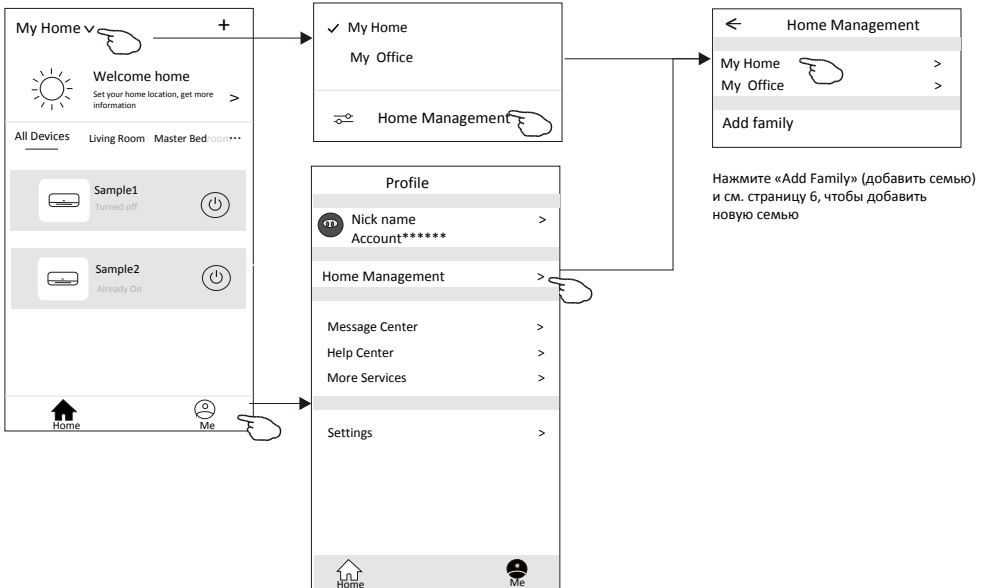 My Home
+
Welcome home
Set your home location, get more
information
>
All Devices Living Room Master Bedroom...
Sample1
Turned off
Sample2
Already On
Home
Me
My Home
My Office
Home Management
Profile
Nick name >
Account******
Home Management >
Message Center >
Help Center >
More Services >
Settings >
Home
Me
Home Management
My Home >
My Office >
Add family
Нажмите «Add Family» (добавить семью)
и см. страницу 6, чтобы добавить
новую семью